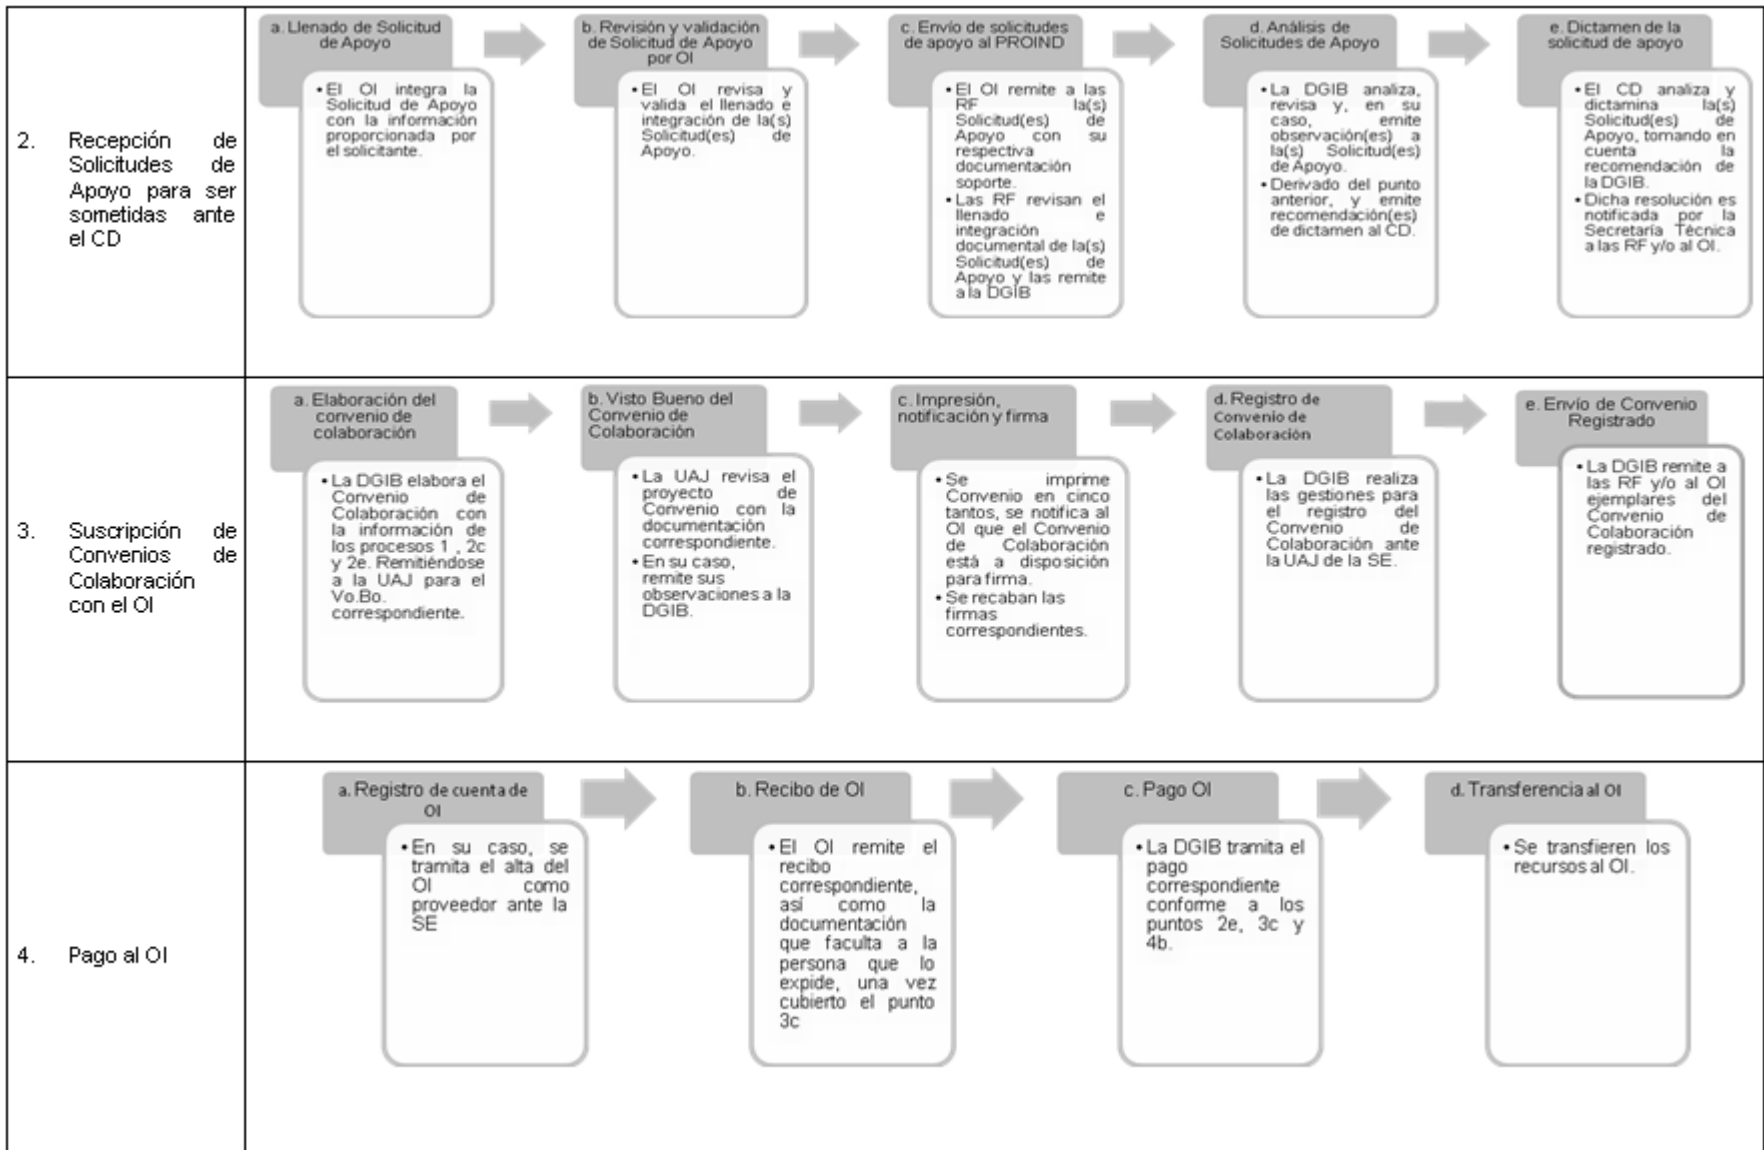 2. Recepción de
Solicitudes de
Apoyo para ser
sometidas ante
el CD
a. Llenado de Solicitud
de Apoyo
• El OI integra la
Solicitud de Apoyo
con la información
proporcionada por
el solicitante.
b. Revisión y validación
de Solicitud de Apoyo
por OI
• El OI revisa y
valida el llenado e
integración de la(s)
Solicitud(es) de
Apoyo.
c. Envío de solicitudes
de apoyo al PROIND
• El OI remite a las
RF la(s)
Solicitud(es) de
Apoyo con su
respectiva
documentación
soporte.
• Las RF revisan el
llenado e
integración
documental de la(s)
Solicitud(es) de
Apoyo y las remite
a la DGIB
d. Análisis de
Solicitudes de Apoyo
• La DGIB analiza,
revisa y, en su
caso, emite
observación(es) a
la(s) Solicitud(es)
de Apoyo.
• Derivado del punto
anterior, y emite
recomendación(es)
de dictamen al CD.
e. Dictamen de la
solicitud de apoyo
• El CD analiza y
dictamina la(s)
Solicitud(es) de
Apoyo, tomando en
cuenta la
recomendación de
la DGIB.
• Dicha resolución es
notificada por la
Secretaría Técnica
a las RF y/o al OI.
3. Suscripción de
Convenios de
Colaboración
con el OI
a. Elaboración del
convenio de
colaboración
• La DGIB elabora el
Convenio de
Colaboración con
la información de
los procesos 1 , 2c
y 2e. Remitiéndose
a la UAJ para el
Vo.Bo.
correspondiente.
b. Visto Bueno del
Convenio de
Colaboración
• La UAJ revisa el
proyecto de
Convenio con la
documentación
correspondiente.
• En su caso,
remite sus
observaciones a la
DGIB.
c. Impresión,
notificación y firma
• Se imprime
Convenio en cinco
tantos, se notifica al
OI que el Convenio
de Colaboración
está a disposición
para firma.
• Se recaban las
firmas
correspondientes.
d. Registro de
Convenio de
Colaboración
• La DGIB realiza
las gestiones para
el registro del
Convenio de
Colaboración ante
la UAJ de la SE.
e. Envío de Convenio
Registrado
• La DGIB remite a
las RF y/o al OI
ejemplares del
Convenio de
Colaboración
registrado.
4. Pago al OI
a. Registro de cuenta de
OI
• En su caso, se
tramita el alta del
OI como
proveedor ante la
SE
b. Recibo de OI
• El OI remite el
recibo
correspondiente,
así como la
documentación
que faculta a la
persona que lo
expide, una vez
cubierto el punto
3c
c. Pago OI
• La DGIB tramita el
pago
correspondiente
conforme a los
puntos 2e, 3c y
4b.
d. Transferencia al OI
• Se transfieren los
recursos al OI.